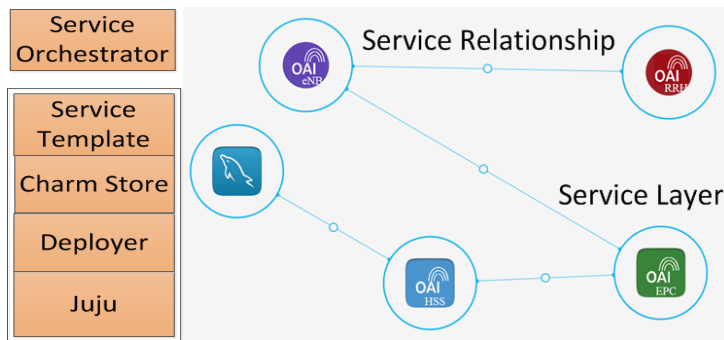 Service
Orchestrator
Service
Template
Charm Store
Deployer
Juju
Service Relationship
OAI
eNB
OAI
RRH
Service Layer
OAI
HSS
OAI
EPC